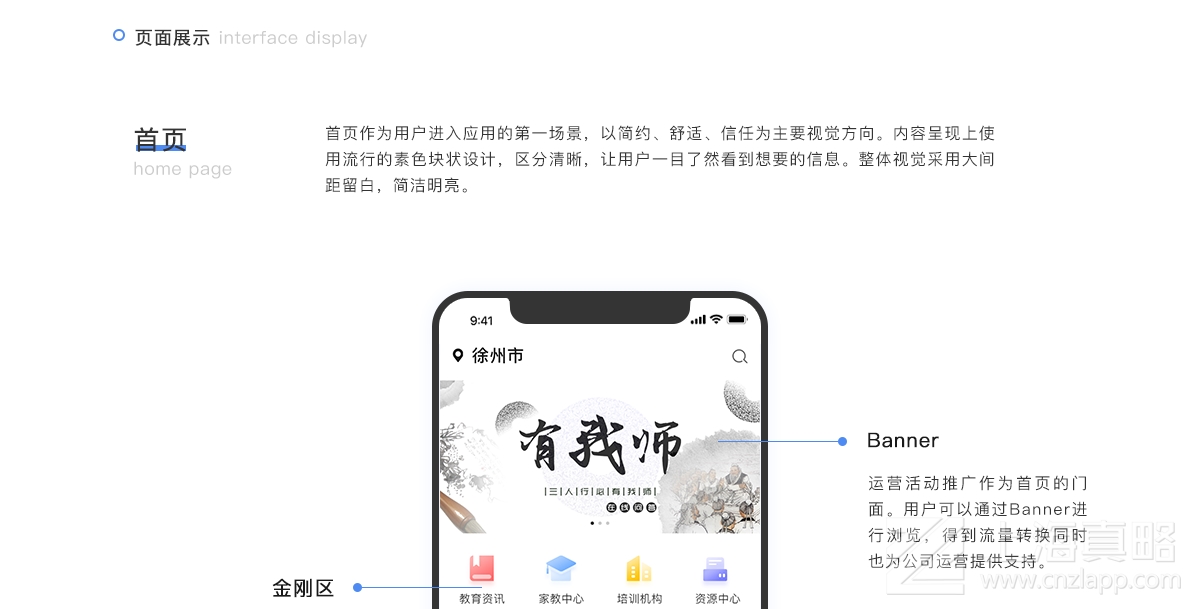 页面展示 interface display
首页
home page
首页作为用户进入应用的第一场景，以简约、舒适、信任为主要视觉方向。内容呈现上使
用流行的素色块状设计，区分清晰，让用户一目了然看到想要的信息。整体视觉采用大间
距留白，简洁明亮。
9:41
徐州市
有我师
三人行必有我师
Banner
运营活动推广作为首页的门
面。用户可以通过Banner进
行浏览，得到流量转换同时
也为公司运营提供支持。
金刚区
教育资讯 家教中心 培训机构 资源中心
上海真略
www.cnzlapp.com